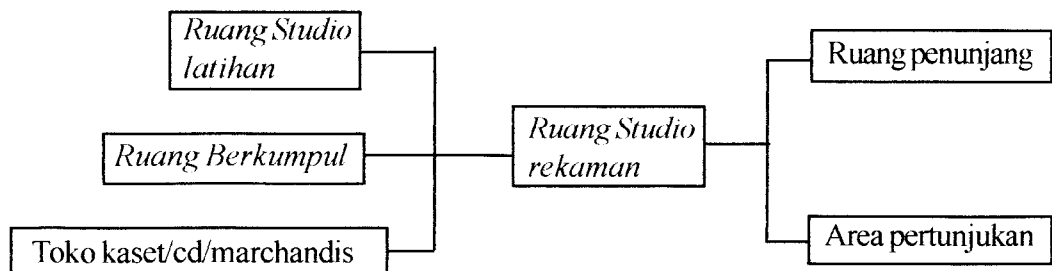 Ruang Studio
latihan
Ruang Berkumpul
Toko kaset/cd/marchandis
Ruang Studio
rekaman
Ruang penunjang
Area pertunjukan